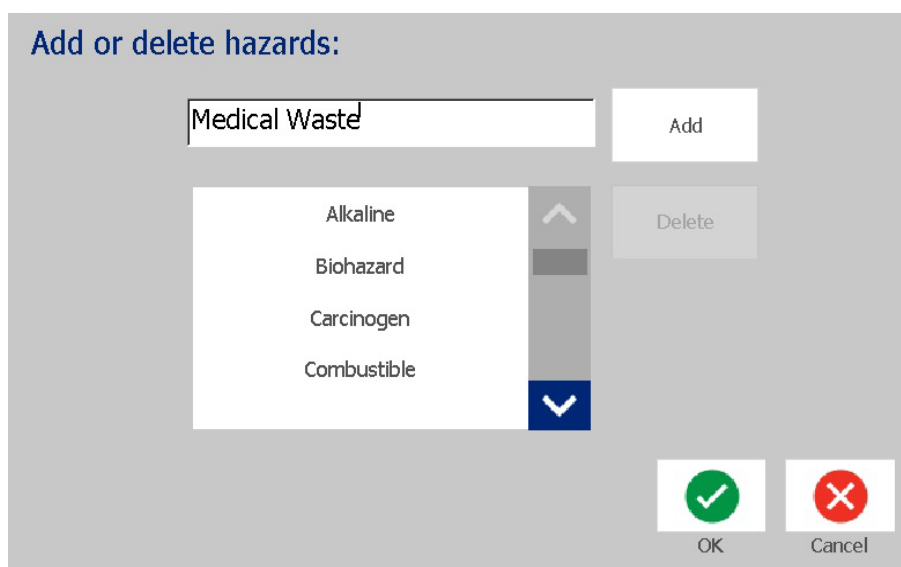 Add or delete hazards:
Medical Waste
Add
Alkaline
Delete
Biohazard
Carcinogen
Combustible
OK
Cancel